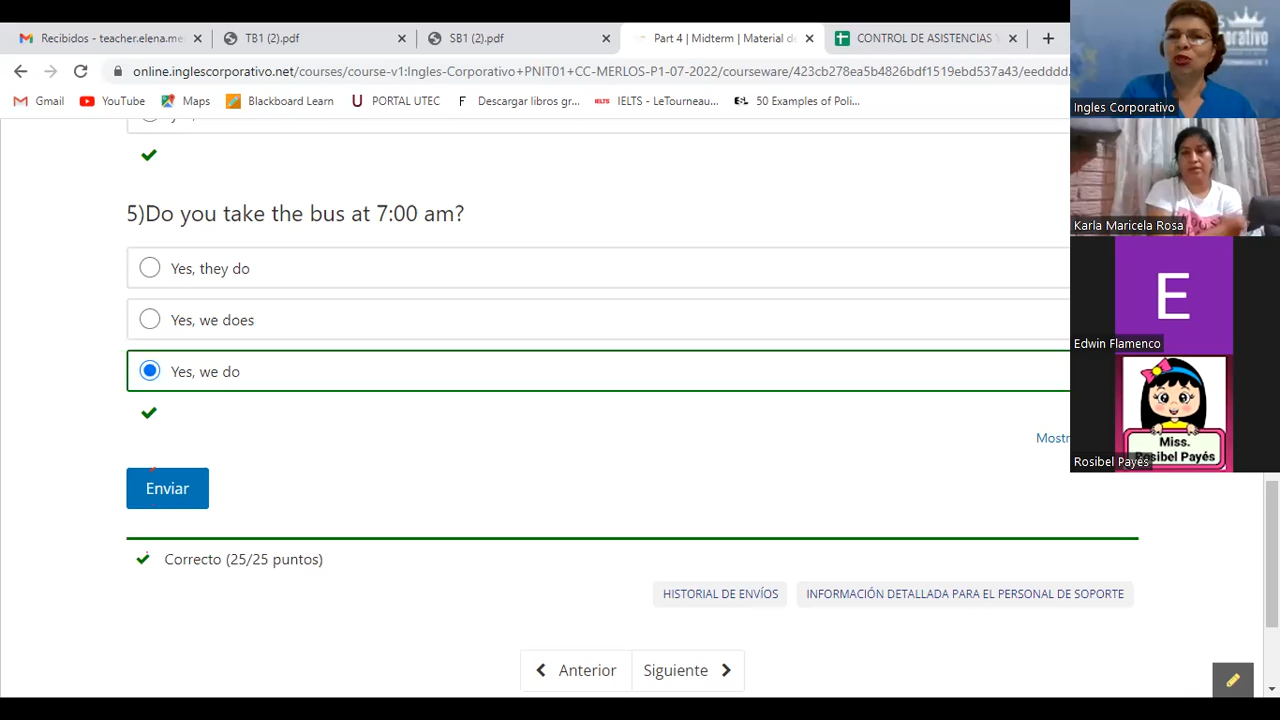 Recibidos - teacher.elena.me
TB1 (2).pdf
SB1 (2).pdf
Part 4 | Midterm | Material de
CONTROL DE ASISTENCIAS
online.inglescorporativo.net/courses/course-v1:Ingles-Corporativo+PNIT01+CC-MERLOS-P1-07-2022/courseware/423cb278ea5b4826bdf1519ebd537a43/eedddd
Gmail
YouTube
Maps
Blackboard Learn
PORTAL UTEC
Descargar libros gr...
IELTS - LeTourneau...
50 Examples of Poli...
5)Do you take the bus at 7:00 am?
Yes, they do
Yes, we does
Yes, we do
Mostr
Enviar
Correcto (25/25 puntos)
HISTORIAL DE ENVÍOS
INFORMACIÓN DETALLADA PARA EL PERSONAL DE SOPORTE
Anterior
Siguiente
Ingles Corporativo
Karla Maricela Rosa
E
Edwin Flamenco
Miss.
Rosibel Payés
Rosibel Payés